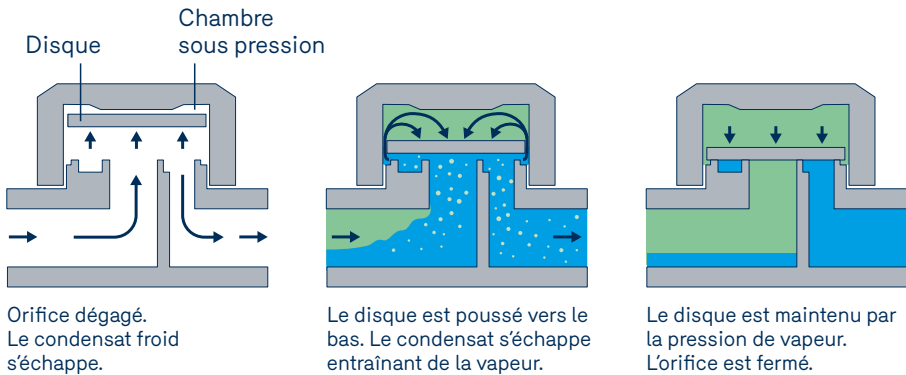 Disque
Chambre
sous pression
Orifice dégagé.
Le condensat froid
s’échappe.
Le disque est poussé vers le
bas. Le condensat s’échappe
entraînant de la vapeur.
Le disque est maintenu par
la pression de vapeur.
L’orifice est fermé.